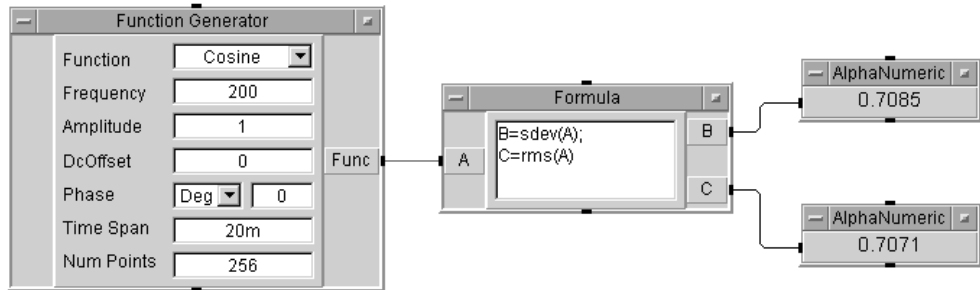 Function Generator
Function Cosine
Frequency 200
Amplitude 1
DcOffset 0
Phase Deg 0
Time Span 20m
Num Points 256
Func
Formula
A
B=sdev(A);
C=rms(A)
B
C
AlphaNumeric
0.7085
AlphaNumeric
0.7071